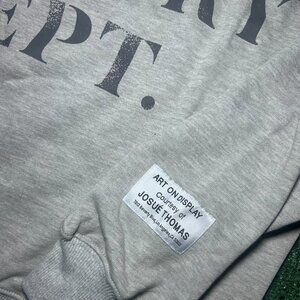 EPT.
ART ON DISPLAY
Courtesy of
JOSUÉ THOMAS